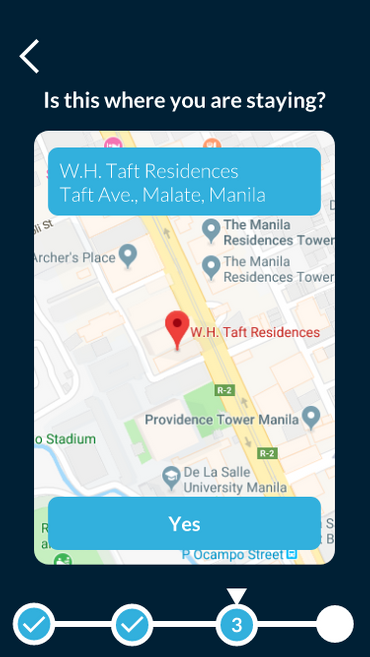 Is this where you are staying?
W.H. Taft Residences
Taft Ave., Malate, Manila
The Manila
Residences Tower
Archer's Place
The Manila
Residences Tower
W.H. Taft Residences
R-2
Providence Tower Manila
R-2
o Stadium
De La Salle
University Manila
Yes
P. Ocampo Street
3